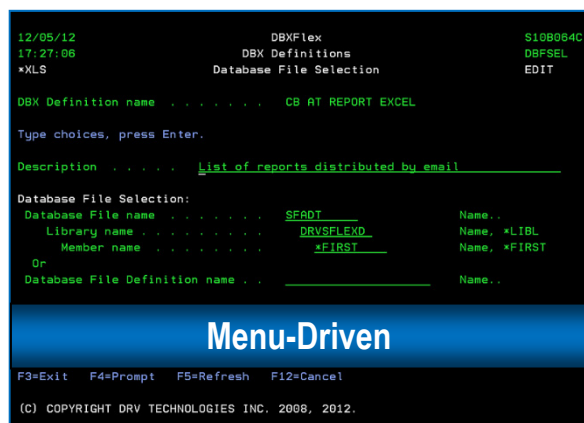 12/05/12 DBXFlex S10B064C
17:27:06 DBX Definitions DBFSEL
*XLS Database File Selection EDIT
DBX Definition name . . . . . . . CB AT REPORT EXCEL
Type choices, press Enter.
Description . . . . . List of reports distributed by email
Database File Selection:
Database File name . . . . . . . SFADT Name..
Library name . . . . . . . . . DRVSFLEXD Name, *LIBL
Member name . . . . . . . . *FIRST Name, *FIRST
Or
Database File Definition name . . Name..
Menu-Driven
F3=Exit F4=Prompt F5=Refresh F12=Cancel
(C) COPYRIGHT DRV TECHNOLOGIES INC. 2008, 2012.